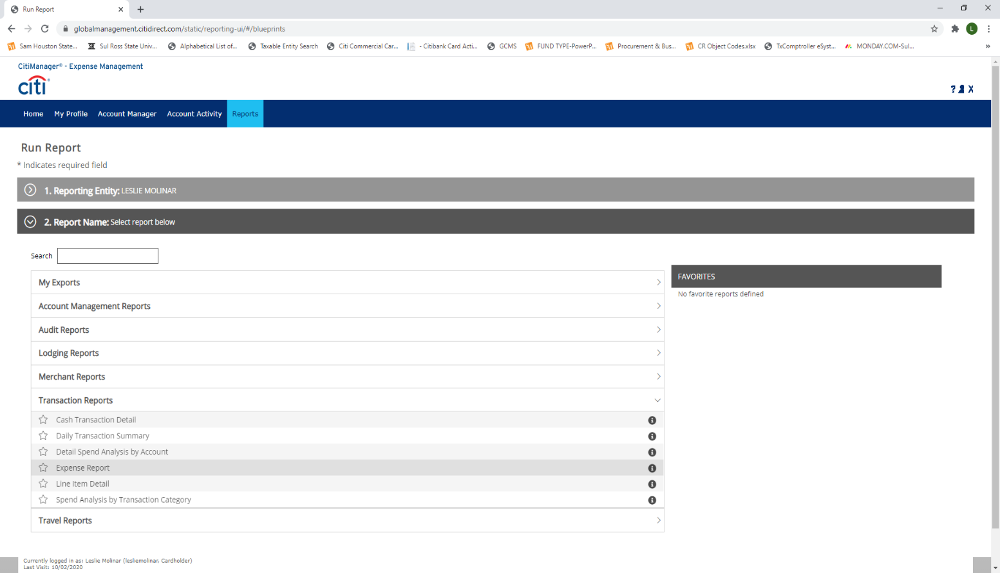 Run Report
globalmanagement.citidirect.com/static/reporting-ui/#/blueprints
L
Sam Houston State... SR Sul Ross State Univ... Alphabetical List of... Taxable Entity Search Citi Commercial Car... - Citibank Card Acti... GCMS FUND TYPE-PowerP... Procurement & Bus... CR Object Codes.xlsx TxComptroller eSyst... MONDAY.COM-Sul... »
CitiManager® - Expense Management
citi®
? X
Home My Profile Account Manager Account Activity Reports
Run Report
* Indicates required field
1. Reporting Entity: LESLIE MOLINAR
2. Report Name: Select report below
Search
My Exports
FAVORITES
No favorite reports defined
Account Management Reports
Audit Reports
Lodging Reports
Merchant Reports
Transaction Reports
Cash Transaction Detail
Daily Transaction Summary
Detail Spend Analysis by Account
Expense Report
Line Item Detail
Spend Analysis by Transaction Category
Travel Reports
Currently logged in as: Leslie Molinar (lesliemolinar, Cardholder)
Last Visit: 10/02/2020